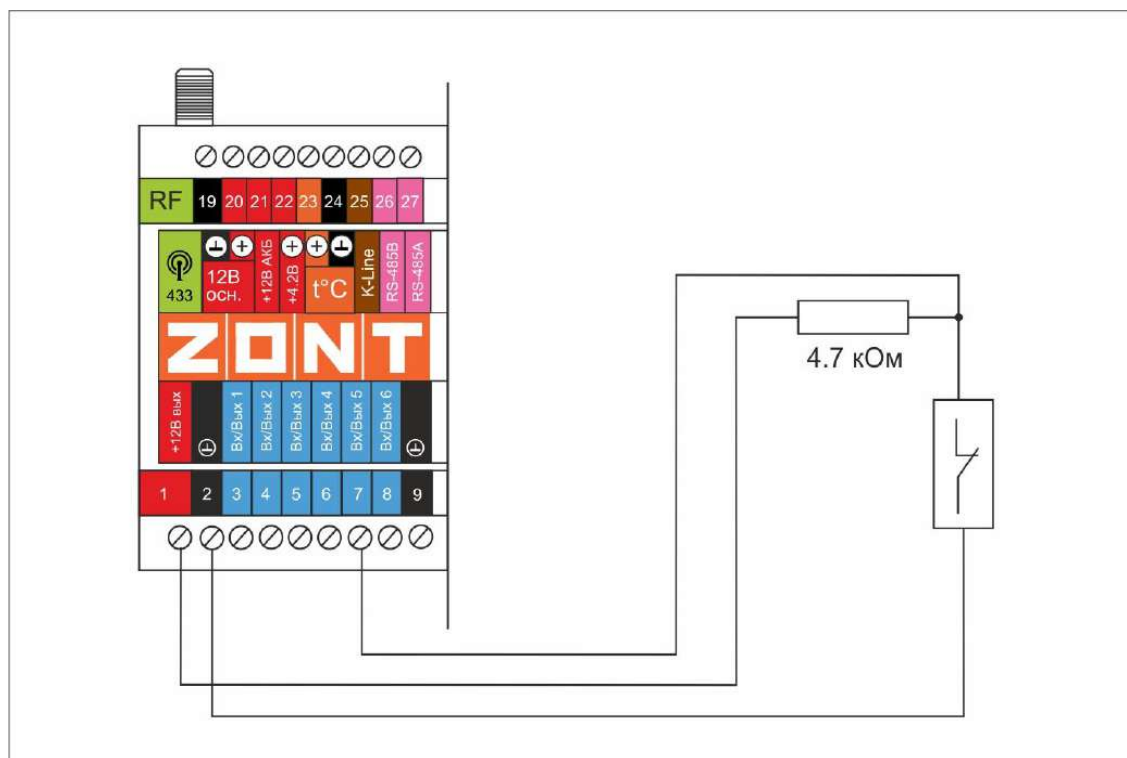 RF 19 20 21 22 23 24 25 26 27
433
12В
осн.
+12В АКБ
+4.2В
t°C
K-Line
RS-485B
RS-485A
ZONT
+12В вых
Вх/Вых 1
Вх/Вых 2
Вх/Вых 3
Вх/Вых 4
Вх/Вых 5
Вх/Вых 6
1 2 3 4 5 6 7 8 9
4.7 кОм